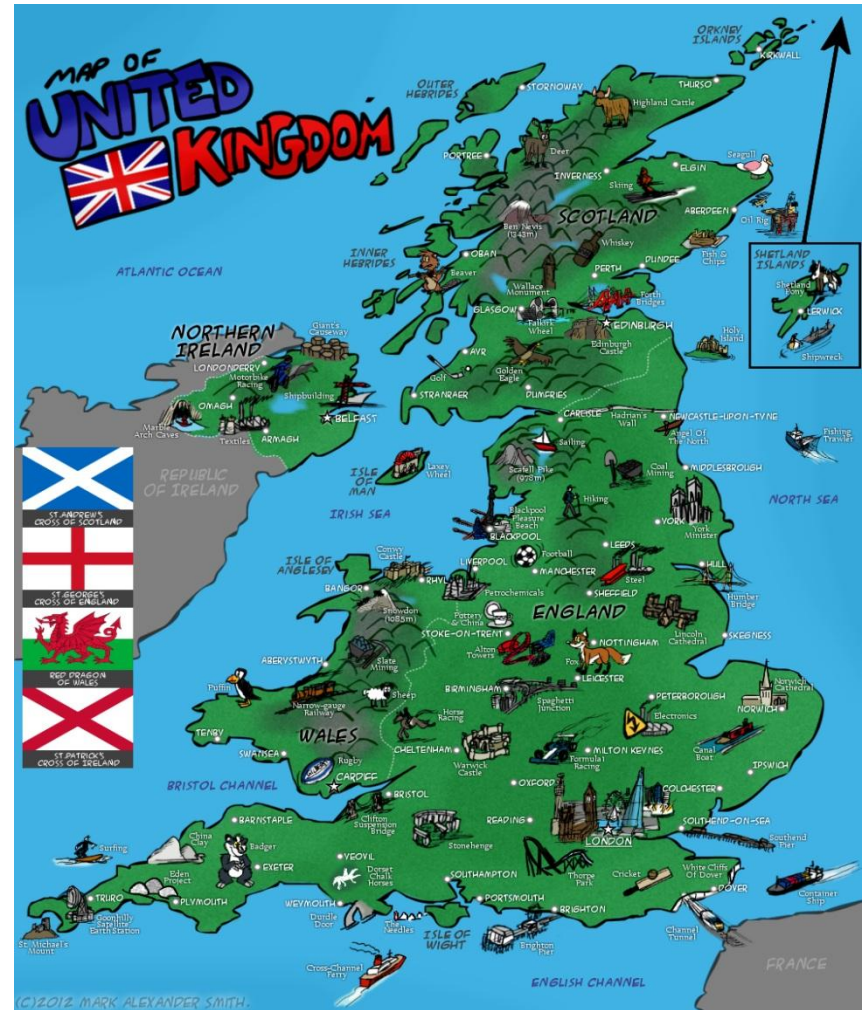 MAP OF
UNITED
KINGDOM
ORKNEY
ISLANDS
KIRKWALL
OUTER
HEBRIDES
STORNOWAY
THURSO
Highland Cattle
Deer
PORTREE
INVERNESS
ELGIN
Seagull
Skiing
SCOTLAND
ABERDEEN
Oil Rig
Ben Nevis
(1343m)
Whiskey
INNER
HEBRIDES
OBAN
Beaver
Fish &
Chips
DUNDEE
PERTH
Wallace
Monument
Forth
Bridges
SHETLAND
ISLANDS
Shetland
Pony
LERWICK
Shipwreck
ATLANTIC OCEAN
GLASGOW
Falkirk
Wheel
EDINBURGH
Edinburgh
Castle
Holy
Island
NORTHERN
IRELAND
Giant's
Causeway
LONDONDERRY
Motorbike
Racing
Shipbuilding
OMAGH
BELFAST
Marble
Arch Caves
Textiles
ARMAGH
AYR
Golf
Golden
Eagle
STRANRAER
DUMFRIES
CARLISLE
Hadrian's
Wall
NEWCASTLE-UPON-TYNE
Angel Of
The North
Fishing
Trawler
Sailing
Scafell Pike
(978m)
Coal
Mining
MIDDLESBROUGH
REPUBLIC
OF IRELAND
ISLE
OF
MAN
Laxey
Wheel
IRISH SEA
NORTH SEA
Hiking
YORK
York
Minister
Blackpool
Pleasure
Beach
BLACKPOOL
ST.ANDREW'S
CROSS OF SCOTLAND
ST.GEORGE'S
CROSS OF ENGLAND
RED DRAGON
OF WALES
ST.PATRICK'S
CROSS OF IRELAND
ISLE OF
ANGLESEY
Conwy
Castle
BANGOR
RHYL
LIVERPOOL
Football
MANCHESTER
LEEDS
Steel
HULL
Humber
Bridge
Petrochemicals
SHEFFIELD
Snowdon
(1085m)
Pottery
& China
ENGLAND
Lincoln
Cathedral
SKEGNESS
STOKE-ON-TRENT
Alton
Towers
NOTTINGHAM
Fox
Slate
Mining
ABERYSTWYTH
Puffin
Narrow-gauge
Railway
Sheep
BIRMINGHAM
Spaghetti
Junction
LEICESTER
PETERBOROUGH
Norwich
Cathedral
NORWICH
Electronics
Horse
Racing
TENBY
WALES
SWANSEA
Rugby
CARDIFF
CHELTENHAM
Warwick
Castle
Formula1
Racing
MILTON KEYNES
Canal
Boat
IPSWICH
BRISTOL CHANNEL
BRISTOL
Clifton
Suspension
Bridge
OXFORD
COLCHESTER
READING
LONDON
SOUTHEND-ON-SEA
Southend
Pier
BARNSTAPLE
Surfing
China
Clay
Badger
Stonehenge
Eden
Project
EXETER
YEOVIL
Dorset
Chalk
Horses
SOUTHAMPTON
Thorpe
Park
Cricket
White Cliffs
Of Dover
DOVER
Container
Ship
TRURO
Goonhilly
Satellite
Earth Station
PLYMOUTH
WEYMOUTH
Durdle
Door
The
Needles
PORTSMOUTH
BRIGHTON
ISLE OF
WIGHT
Brighton
Pier
Channel
Tunnel
St. Michael's
Mount
Cross-Channel
Ferry
ENGLISH CHANNEL
FRANCE
(C)2012 MARK ALEXANDER SMITH.